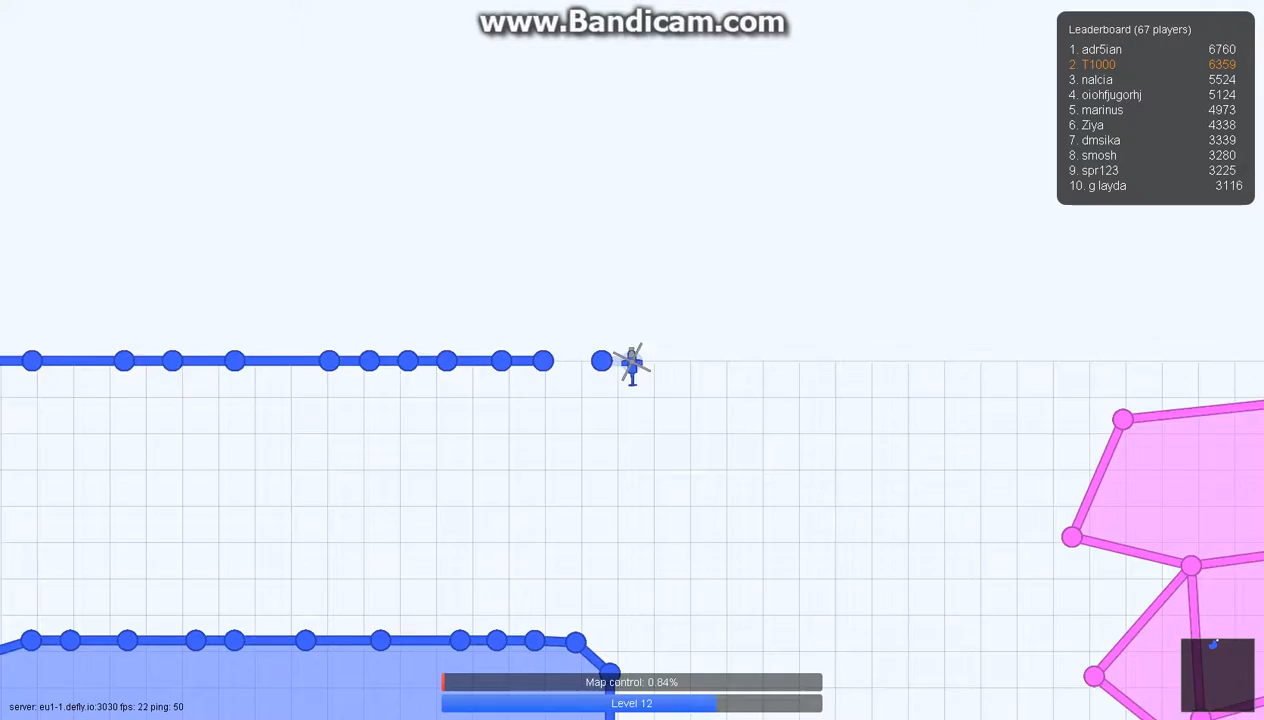 www.Bandicam.com
Leaderboard (67 players)
1. adr5ian 6760
2. T1000 6359
3. nalcia 5524
4. oiohfjugorhj 5124
5. marinus 4973
6. Ziya 4338
7. dmsika 3339
8. smosh 3280
9. spr123 3225
10. g layda 3116
Map control: 0.84%
Level 12
server: eu1-1.defly.io:3030 fps: 22 ping: 50